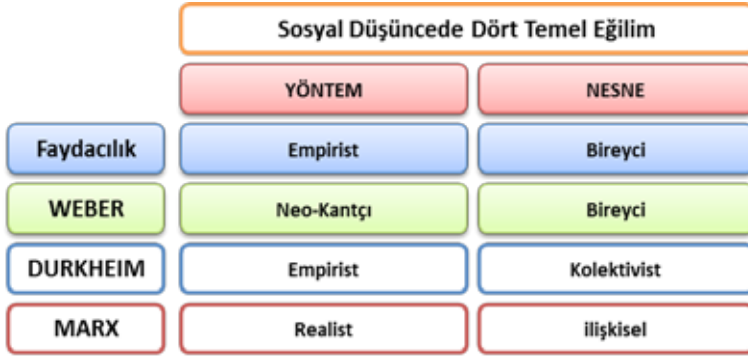 Sosyal Düşüncede Dört Temel Eğilim
YÖNTEM NESNE
Faydacılık Empirist Bireyci
WEBER Neo-Kantçı Bireyci
DURKHEIM Empirist Kolektivist
MARX Realist ilişkisel